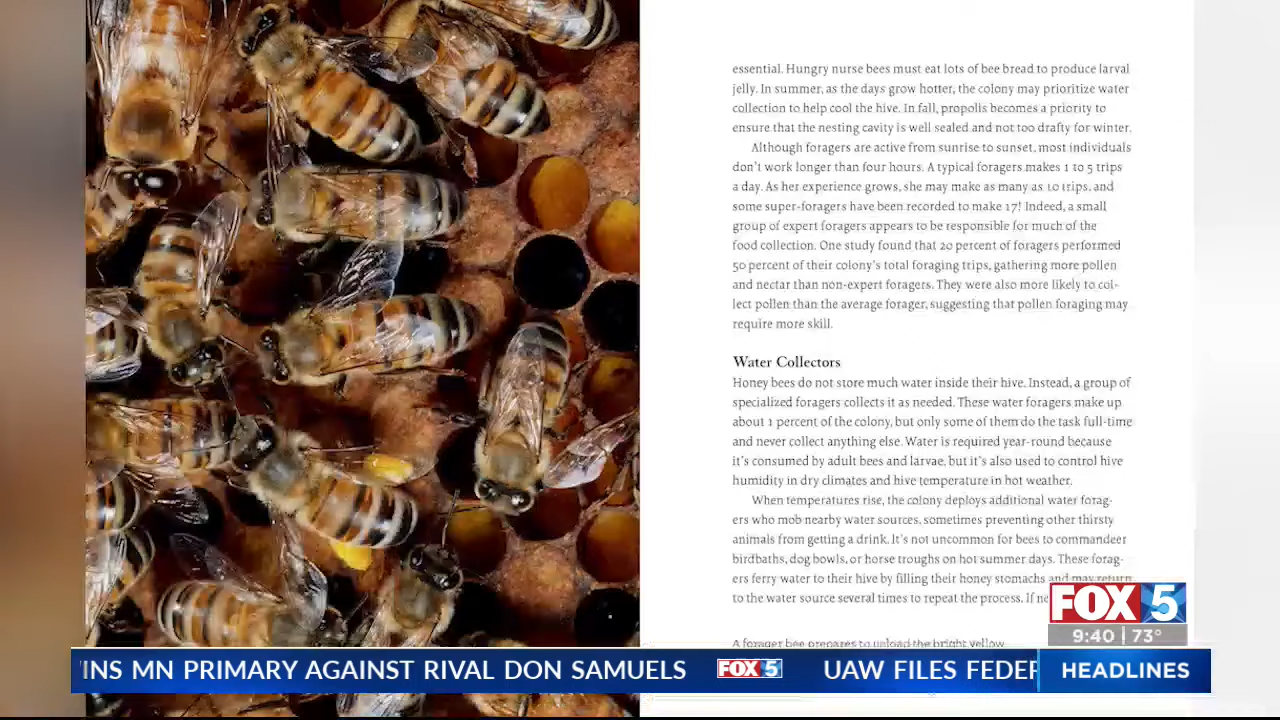 essential. Hungry nurse bees must eat lots of bee bread to produce larval
jelly. In summer, as the days grow hotter, the colony may prioritize water
collection to help cool the hive. In fall, propolis becomes a priority to
ensure that the nesting cavity is well sealed and not too drafty for winter.
Although foragers are active from sunrise to sunset, most individuals
don't work longer than four hours. A typical foragers makes 1 to 5 trips
a day. As her experience grows, she may make as many as 10 trips, and
some super-foragers have been recorded to make 17! Indeed, a small
group of expert foragers appears to be responsible for much of the
food collection. One study found that 20 percent of foragers performed
50 percent of their colony's total foraging trips, gathering more pollen
and nectar than non-expert foragers. They were also more likely to col-
lect pollen than the average forager, suggesting that pollen foraging may
require more skill.
Water Collectors
Honey bees do not store much water inside their hive. Instead, a group of
specialized foragers collects it as needed. These water foragers make up
about 1 percent of the colony, but only some of them do the task full-time
and never collect anything else. Water is required year-round because
it's consumed by adult bees and larvae, but it's also used to control hive
humidity in dry climates and hive temperature in hot weather.
When temperatures rise, the colony deploys additional water forag-
ers who mob nearby water sources, sometimes preventing other thirsty
animals from getting a drink. It's not uncommon for bees to commandeer
birdbaths, dog bowls, or horse troughs on hot summer days. These forag-
ers ferry water to their hive by filling their honey stomachs and may return
to the water source several times to repeat the process. If ne
A forager bee prepares to unload the bright yellow
FOX 5
9:40 | 73°
INS MN PRIMARY AGAINST RIVAL DON SAMUELS FOX 5 UAW FILES FEDER HEADLINES